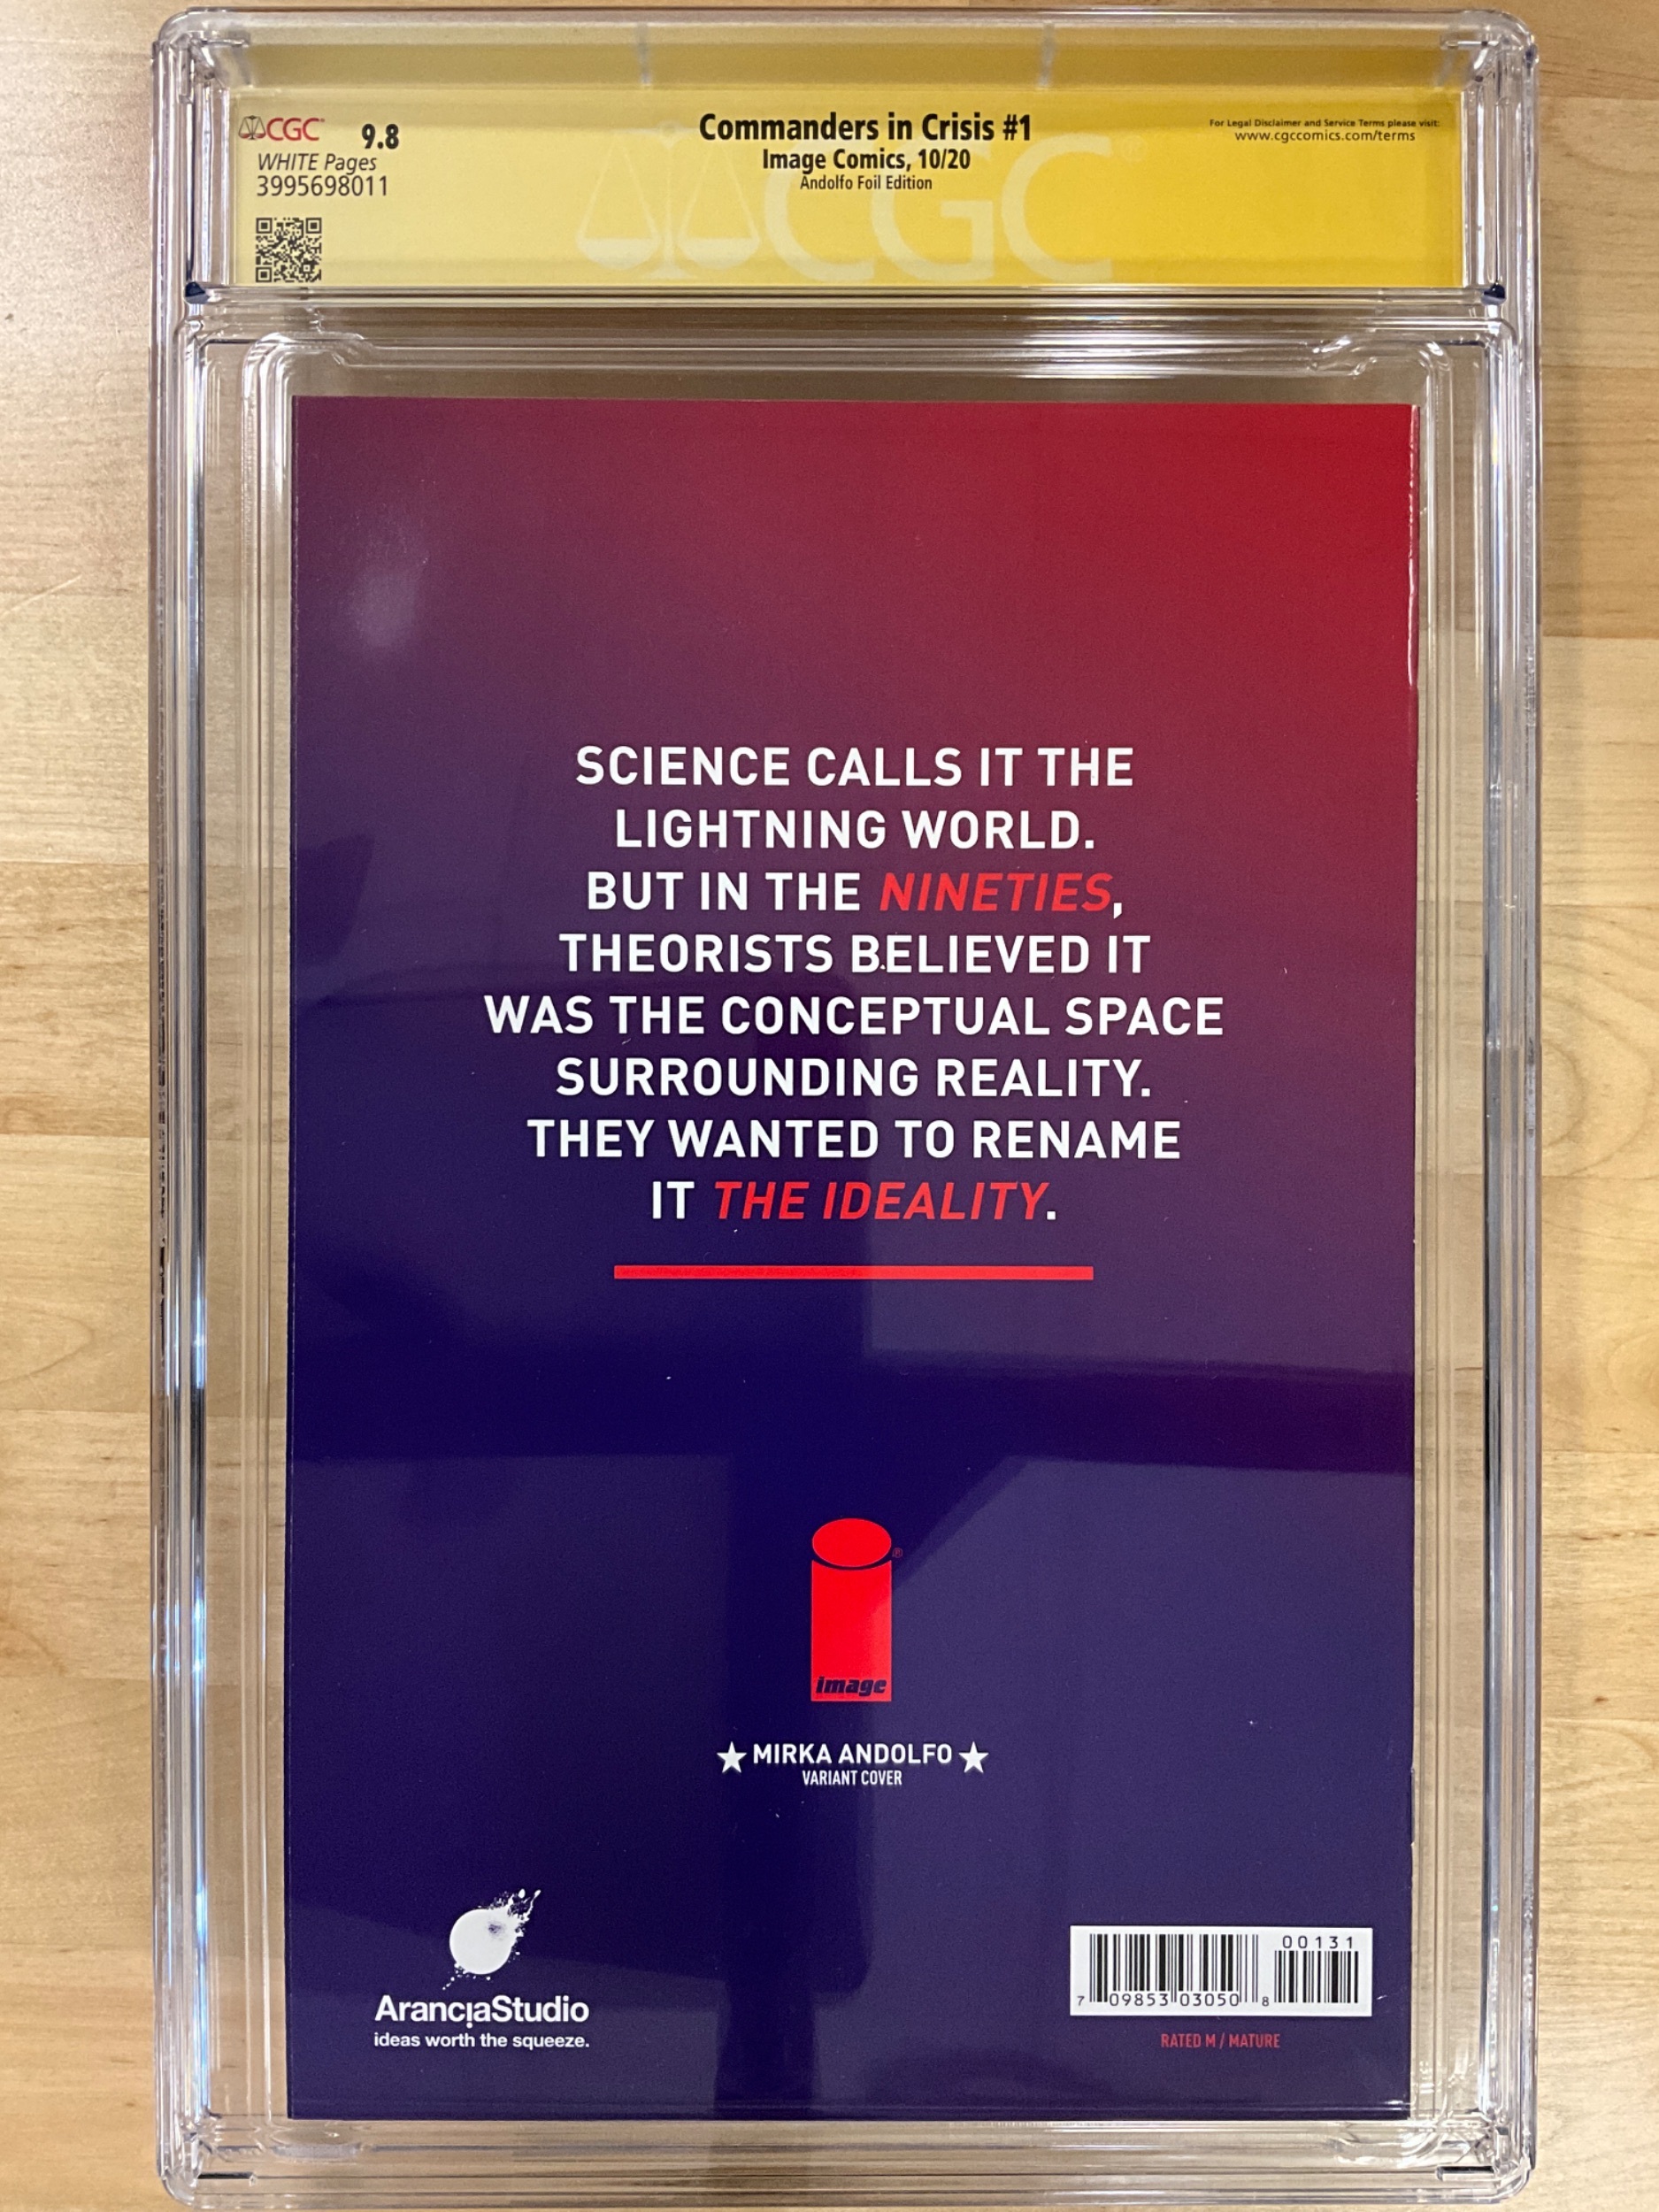 CGC 9.8
WHITE Pages
3995698011
Commanders in Crisis #1
Image Comics, 10/20
Andolfo Foil Edition
For Legal Disclaimer and Service Terms please visit:
www.cgccomics.com/terms
CGC
SCIENCE CALLS IT THE
LIGHTNING WORLD.
BUT IN THE NINETIES,
THEORISTS BELIEVED IT
WAS THE CONCEPTUAL SPACE
SURROUNDING REALITY.
THEY WANTED TO RENAME
IT THE IDEALITY.
image
®
★ MIRKA ANDOLFO ★
VARIANT COVER
AranciaStudio
ideas worth the squeeze.
00131
7 09853 03050 8
RATED M / MATURE